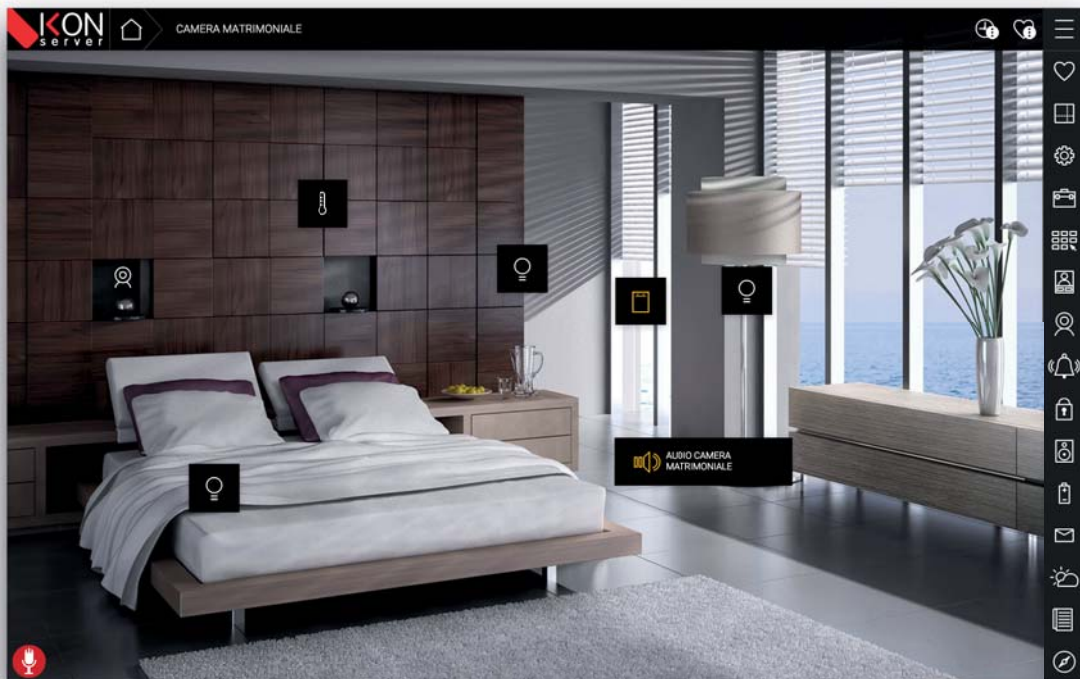 IKON
server
CAMERA MATRIMONIALE
AUDIO CAMERA
MATRIMONIALE